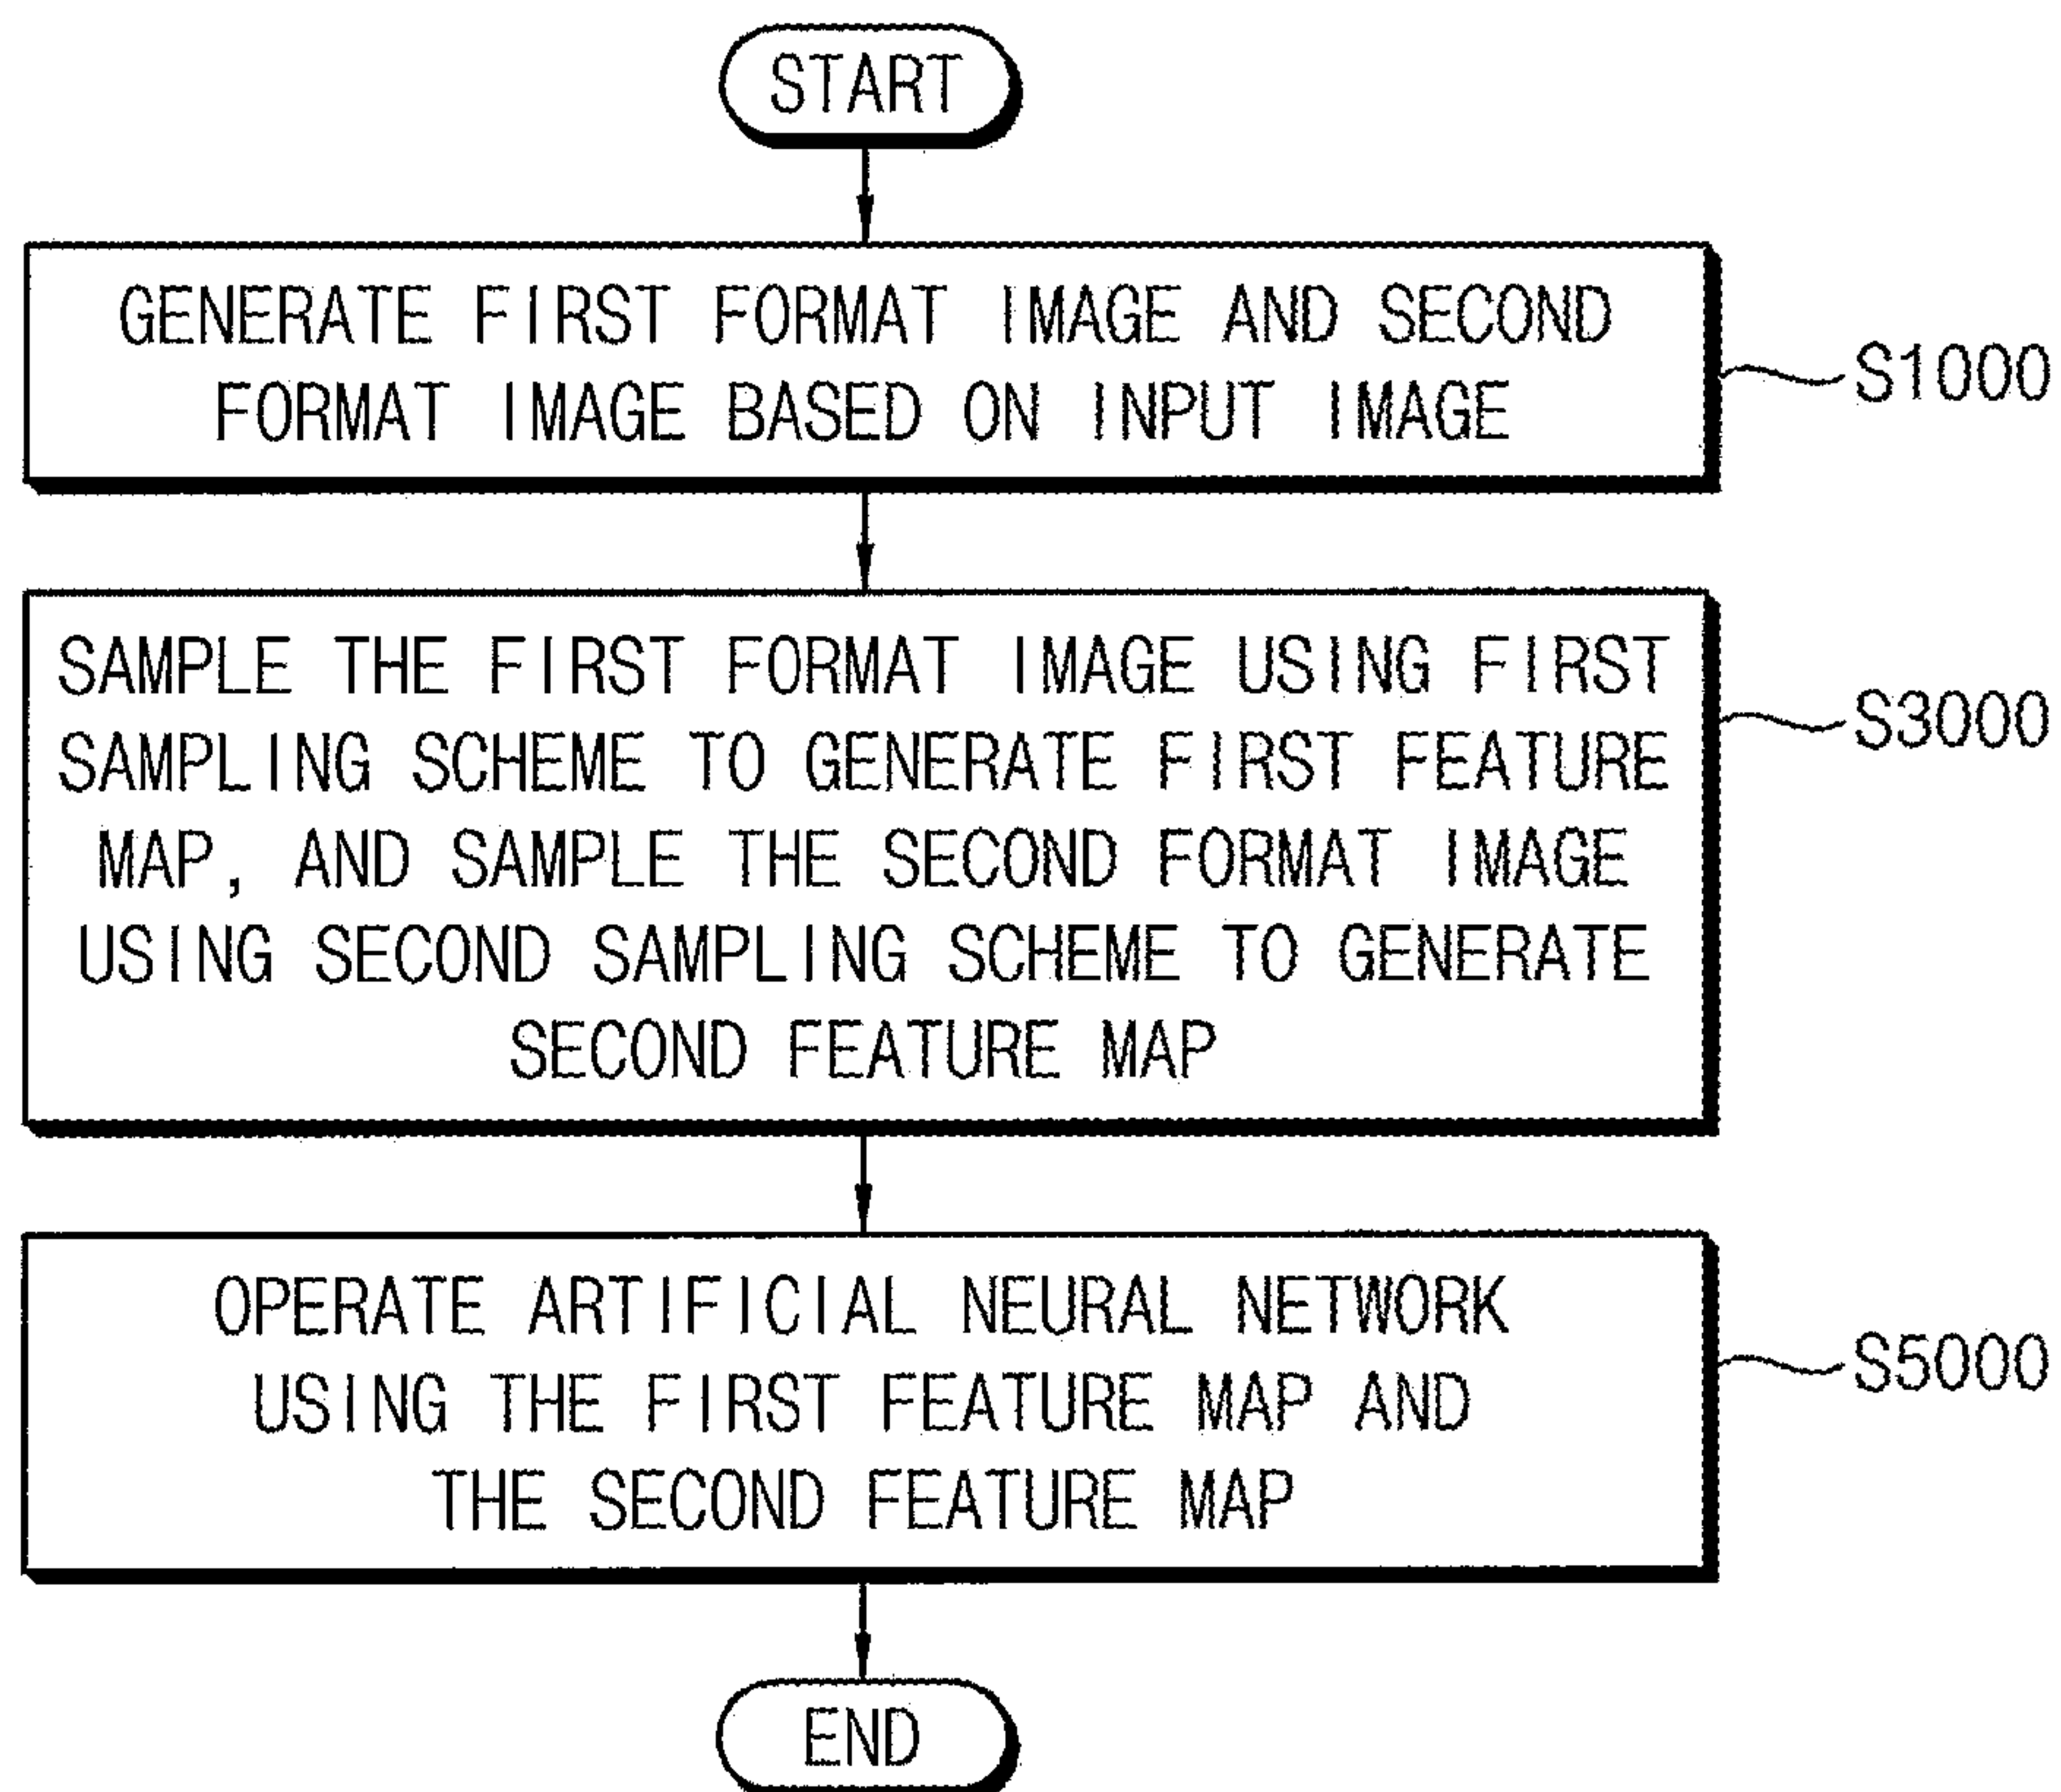 START
GENERATE FIRST FORMAT IMAGE AND SECOND
FORMAT IMAGE BASED ON INPUT IMAGE
S1000
SAMPLE THE FIRST FORMAT IMAGE USING FIRST
SAMPLING SCHEME TO GENERATE FIRST FEATURE
MAP, AND SAMPLE THE SECOND FORMAT IMAGE
USING SECOND SAMPLING SCHEME TO GENERATE
SECOND FEATURE MAP
S3000
OPERATE ARTIFICIAL NEURAL NETWORK
USING THE FIRST FEATURE MAP AND
THE SECOND FEATURE MAP
S5000
END